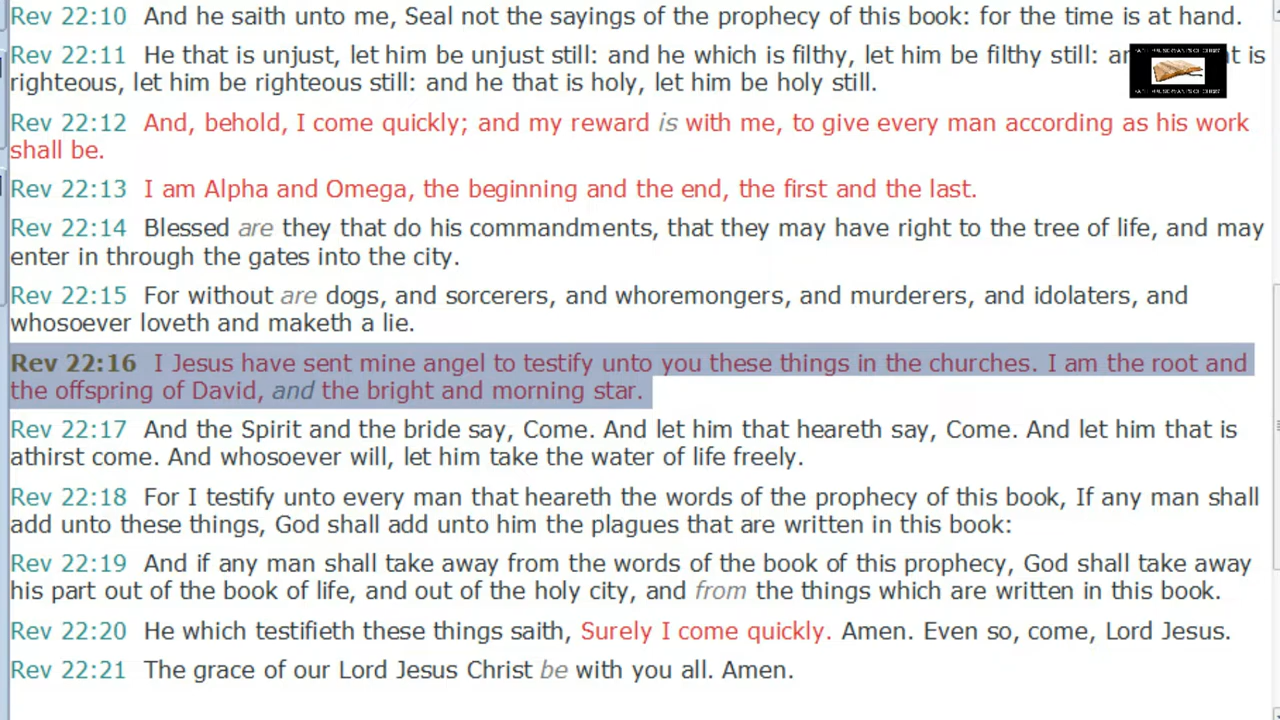 Rev 22:10 And he saith unto me, Seal not the sayings of the prophecy of this book: for the time is at hand.
Rev 22:11 He that is unjust, let him be unjust still: and he which is filthy, let him be filthy still: is
righteous, let him be righteous still: and he that is holy, let him be holy still.
Rev 22:12 And, behold, I come quickly; and my reward is with me, to give every man according as his work
shall be.
Rev 22:13 I am Alpha and Omega, the beginning and the end, the first and the last.
Rev 22:14 Blessed are they that do his commandments, that they may have right to the tree of life, and may
enter in through the gates into the city.
Rev 22:15 For without are dogs, and sorcerers, and whoremongers, and murderers, and idolaters, and
whosoever loveth and maketh a lie.
Rev 22:16 I Jesus have sent mine angel to testify unto you these things in the churches. I am the root and
the offspring of David, and the bright and morning star.
Rev 22:17 And the Spirit and the bride say, Come. And let him that heareth say, Come. And let him that is
athirst come. And whosoever will, let him take the water of life freely.
Rev 22:18 For I testify unto every man that heareth the words of the prophecy of this book, If any man shall
add unto these things, God shall add unto him the plagues that are written in this book:
Rev 22:19 And if any man shall take away from the words of the book of this prophecy, God shall take away
his part out of the book of life, and out of the holy city, and from the things which are written in this book.
Rev 22:20 He which testifieth these things saith, Surely I come quickly. Amen. Even so, come, Lord Jesus.
Rev 22:21 The grace of our Lord Jesus Christ be with you all. Amen.